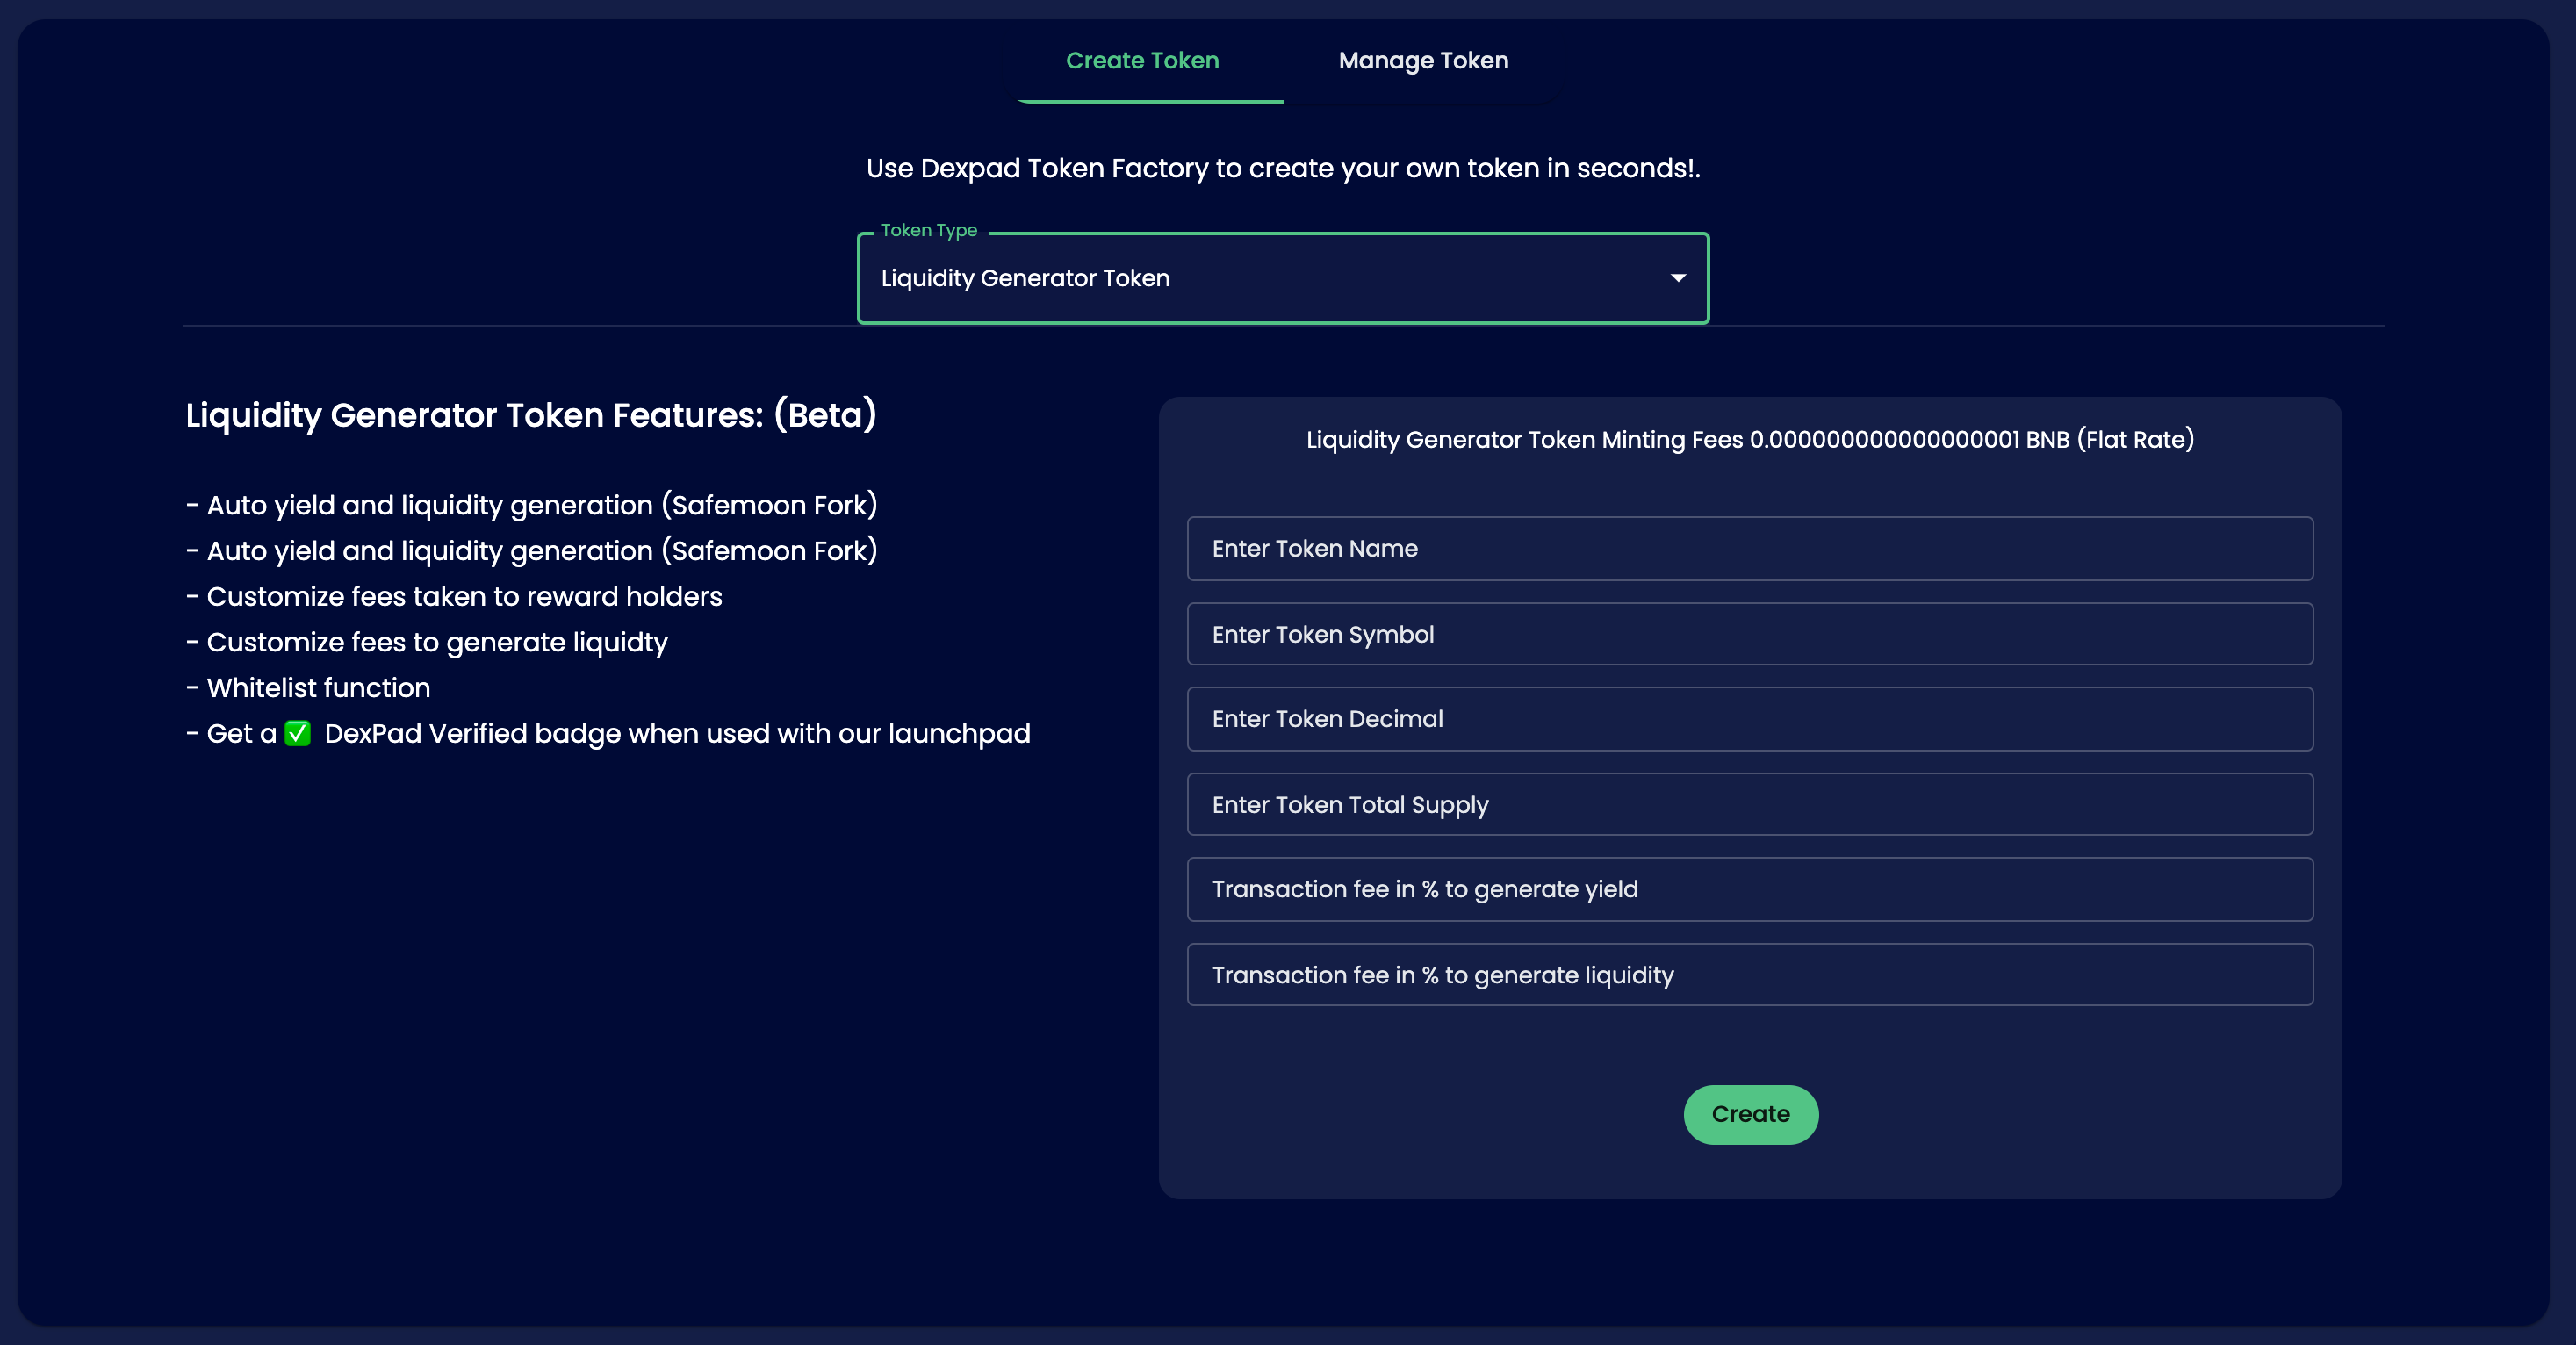 Create Token
Manage Token
Use Dexpad Token Factory to create your own token in seconds!.
Token Type
Liquidity Generator Token
Liquidity Generator Token Features: (Beta)
- Auto yield and liquidity generation (Safemoon Fork)
- Auto yield and liquidity generation (Safemoon Fork)
- Customize fees taken to reward holders
- Customize fees to generate liquidty
- Whitelist function
- Get a ✅ DexPad Verified badge when used with our launchpad
Liquidity Generator Token Minting Fees 0.000000000000000001 BNB (Flat Rate)
Enter Token Name
Enter Token Symbol
Enter Token Decimal
Enter Token Total Supply
Transaction fee in % to generate yield
Transaction fee in % to generate liquidity
Create